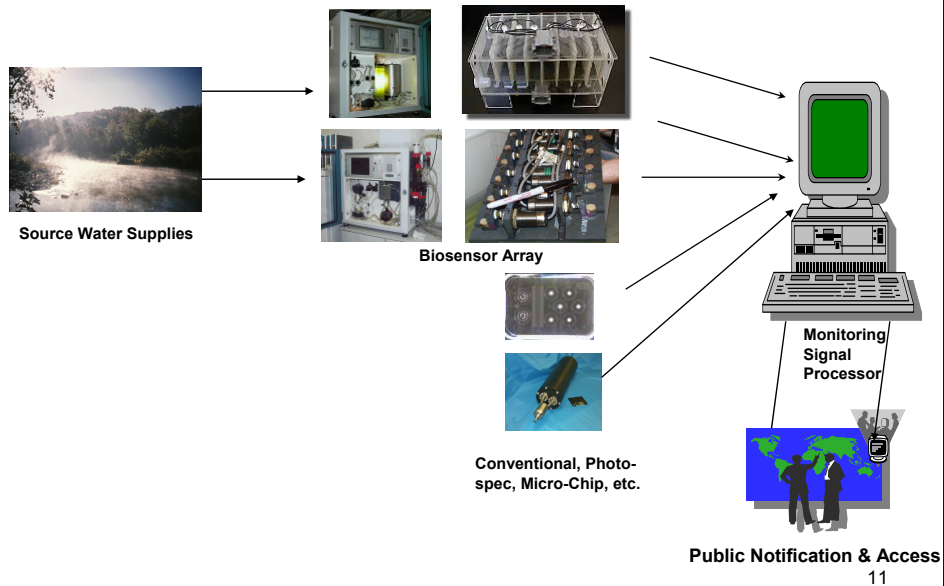 Source Water Supplies
Biosensor Array
Monitoring
Signal
Processor
Conventional, Photo-
spec, Micro-Chip, etc.
Public Notification & Access
11